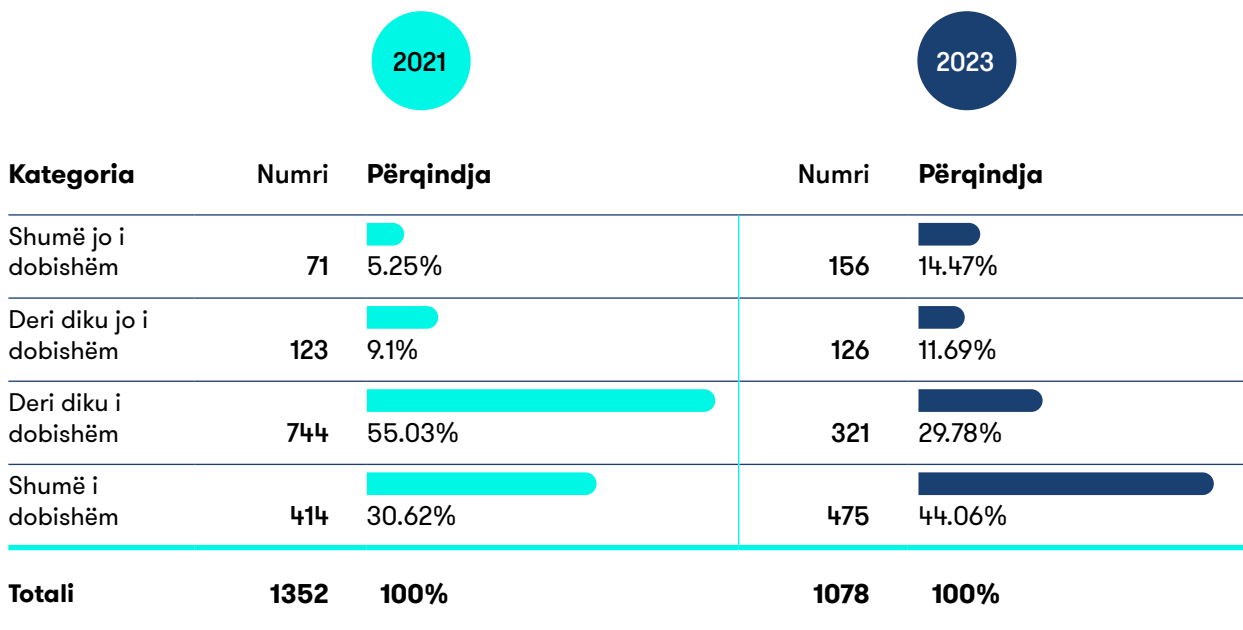 2021 2023
Kategoria Numri Përqindja Numri Përqindja
Shumë jo i
dobishëm 71 5.25% 156 14.47%
Deri diku jo i
dobishëm 123 9.1% 126 11.69%
Deri diku i
dobishëm 744 55.03% 321 29.78%
Shumë i
dobishëm 414 30.62% 475 44.06%
Totali 1352 100% 1078 100%